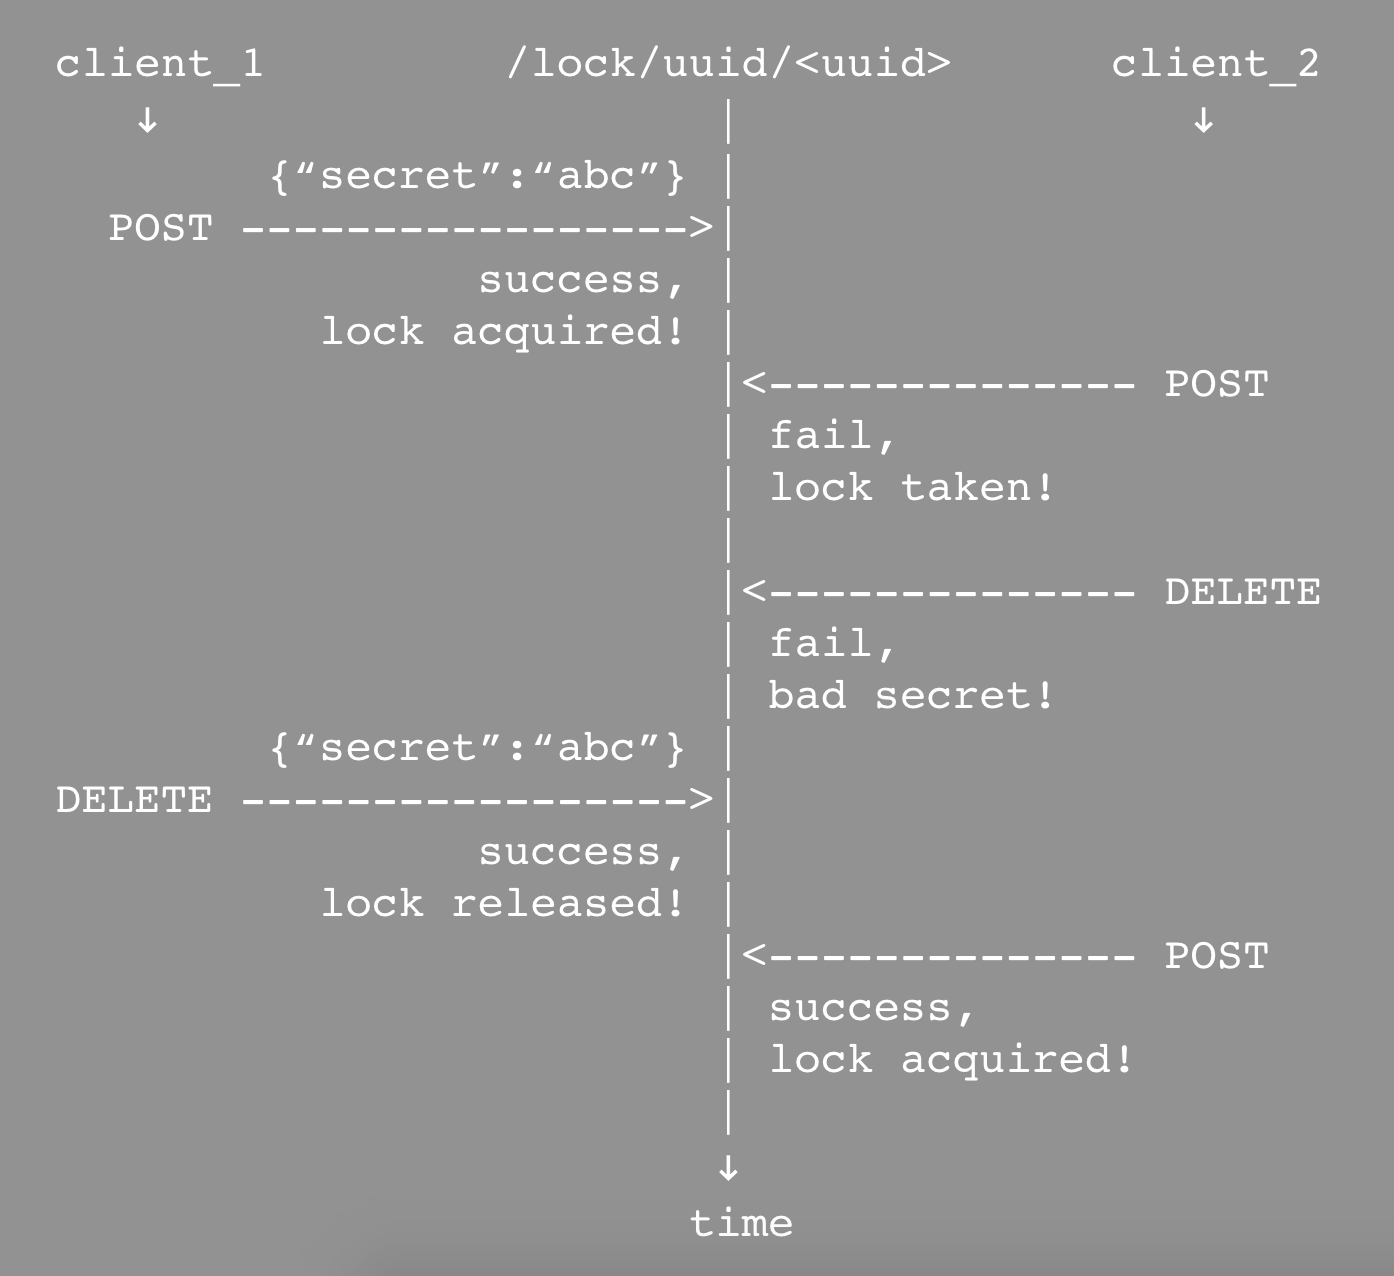 client_1 /lock/uuid/<uuid> client_2
↓ | ↓
{“secret”:“abc”} |
POST ----------------->|
success, |
lock acquired! |
|<-------------- POST
| fail,
| lock taken!
|
|<-------------- DELETE
| fail,
| bad secret!
{“secret”:“abc”} |
DELETE ----------------->|
success, |
lock released! |
|<-------------- POST
| success,
| lock acquired!
|
↓
time